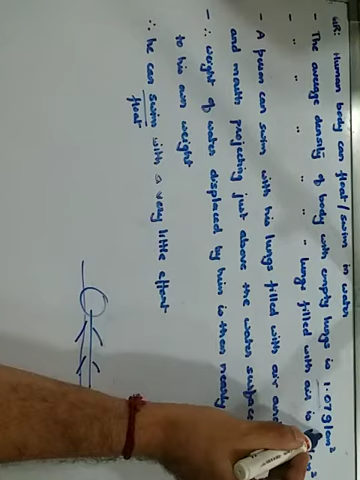 GR: Human body can float/swim in water
- The average density of body with empty lungs is 1.07g/cm³
- " " " " " lungs filled with air is /cm³
- A person can swim with his lungs filled with air and
and mouth projecting just above the water surface
- ∴ weight of water displaced by him is then nearly
to his own weight
∴ he can swim with a very little effort
float